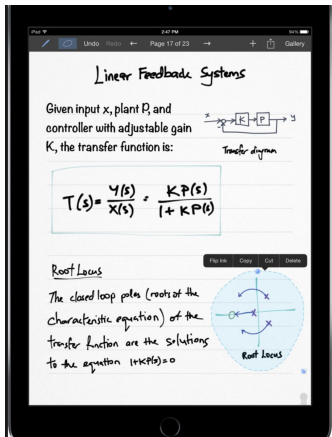 iPad
2:47 PM
94%
Undo Redo ← Page 17 of 23 → + Gallery
Linear Feedback Systems
Given input x, plant P, and
controller with adjustable gain
K, the transfer function is:
x K P y
Transfer diagram
T(s) = Y(s)/X(s) = KP(s)/(1 + KP(s))
Flip Ink Copy Cut Delete
Root Locus
The closed loop poles (roots of the
characteristic equation) of the
transfer function are the solutions
to the equation 1+KP(s)=0
Root Locus